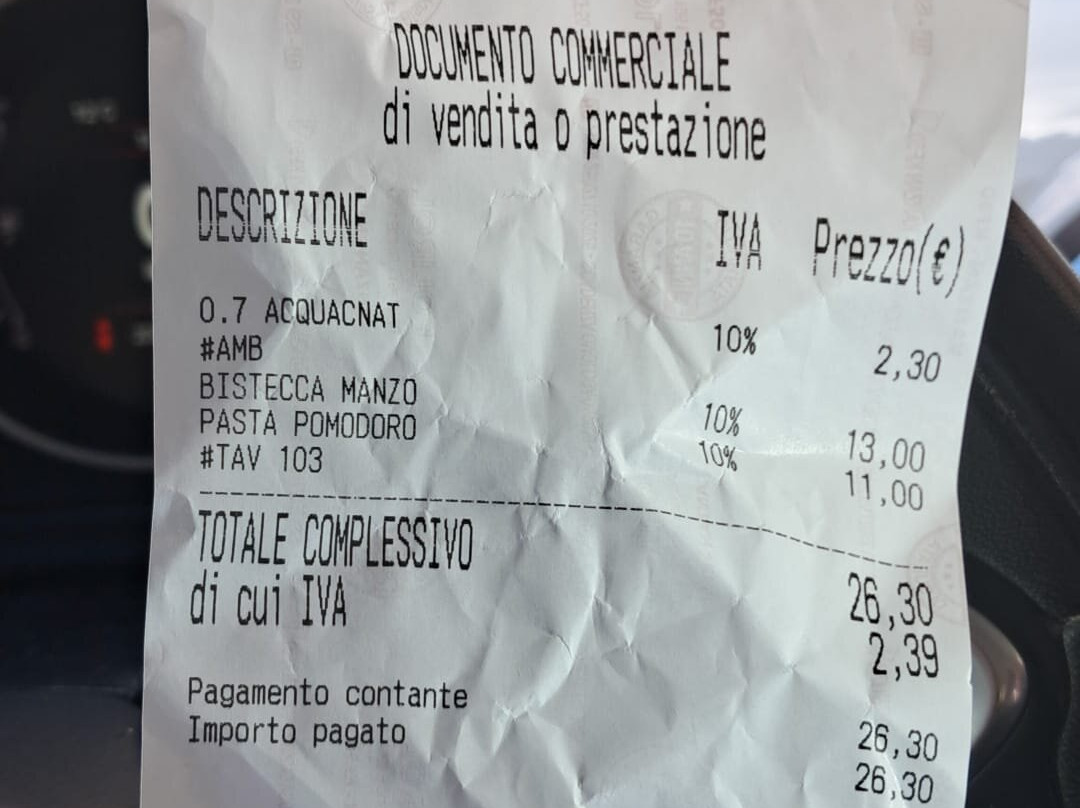 DOCUMENTO COMMERCIALE
di vendita o prestazione
DESCRIZIONE IVA Prezzo(€)
0.7 ACQUACNAT 10% 2,30
#AMB
BISTECCA MANZO 10% 13,00
PASTA POMODORO 10% 11,00
#TAV 103
TOTALE COMPLESSIVO 26,30
di cui IVA 2,39
Pagamento contante 26,30
Importo pagato 26,30